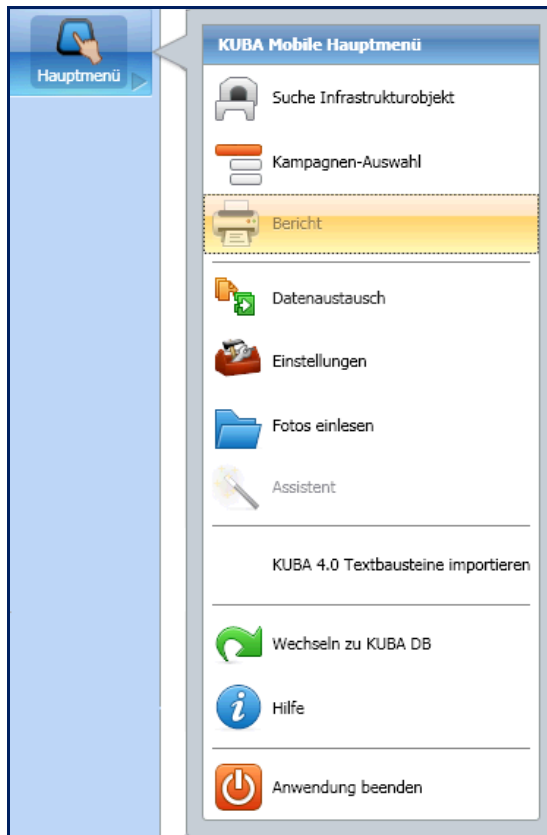 Hauptmenü
KUBA Mobile Hauptmenü
Suche Infrastrukturobjekt
Kampagnen-Auswahl
Bericht
Datenaustausch
Einstellungen
Fotos einlesen
Assistent
KUBA 4.0 Textbausteine importieren
Wechseln zu KUBA DB
Hilfe
Anwendung beenden